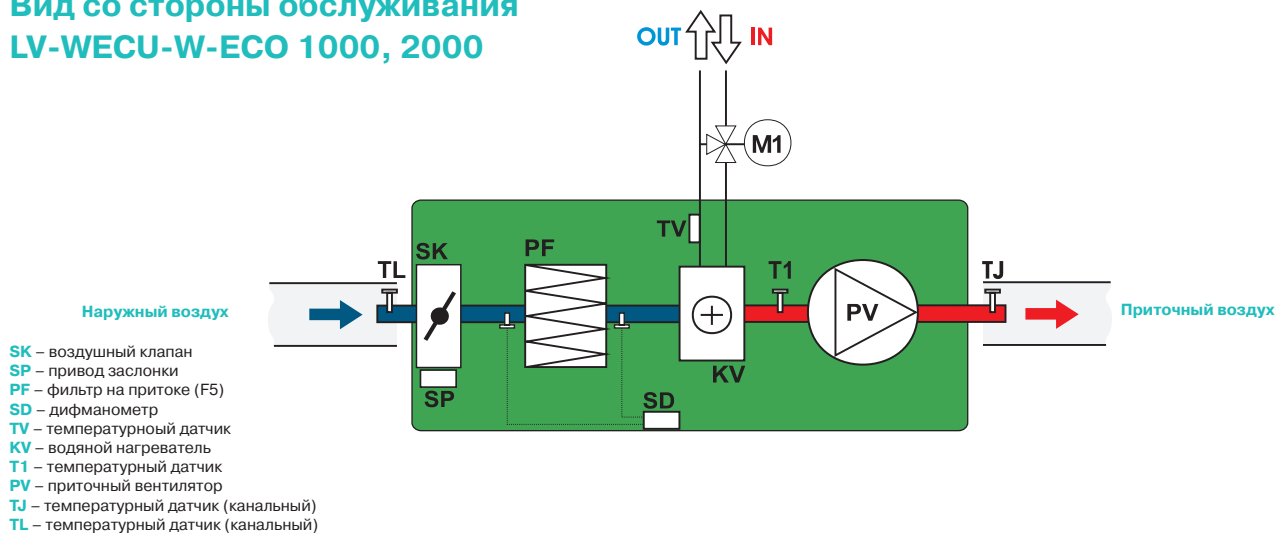 Вид со стороны обслуживания
LV-WECU-W-ECO 1000, 2000
OUT IN
M1
TV
SK PF
TL T1 TJ
Наружный воздух
PV
Приточный воздух
KV
SP SD
SK – воздушный клапан
SP – привод заслонки
PF – фильтр на притоке (F5)
SD – дифманометр
TV – температурноый датчик
KV – водяной нагреватель
T1 – температурный датчик
PV – приточный вентилятор
TJ – температурный датчик (канальный)
TL – температурный датчик (канальный)